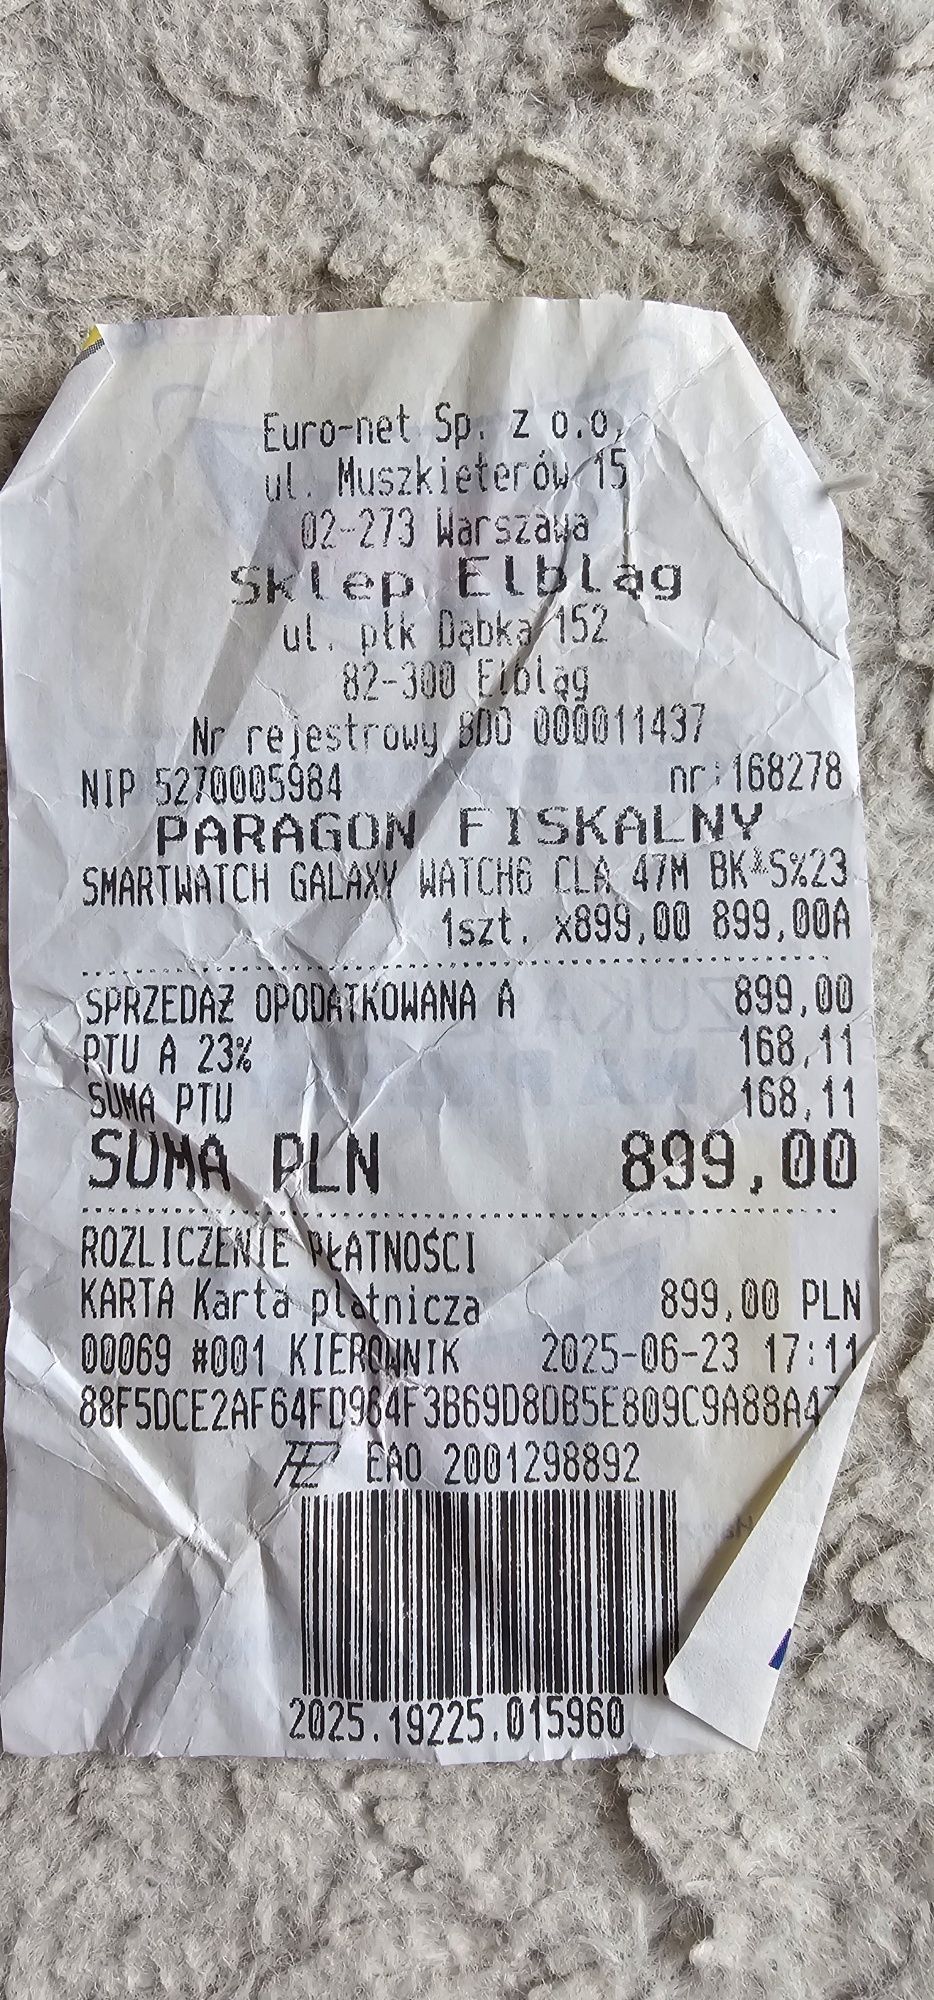 Euro-net Sp. z o.o.
ul. Muszkieterów 15
02-273 Warszawa
Sklep Elbląg
ul. płk Dąbka 152
82-300 Elbląg
Nr rejestrowy BDO 000011437
NIP 5270005984 nr:168278
PARAGON FISKALNY
SMARTWATCH GALAXY WATCH6 CLA 47M BK*S%23
1szt. x899,00 899,00A
SPRZEDAŻ OPODATKOWANA A 899,00
PTU A 23% 168,11
SUMA PTU 168,11
SUMA PLN 899,00
ROZLICZENIE PŁATNOŚCI
KARTA Karta płatnicza 899,00 PLN
00069 #001 KIEROWNIK 2025-06-23 17:11
88F5DCE2AF64FD964F3B69D8DB5E809C9A88A47
EAO 2001298892
2025.19225.015960